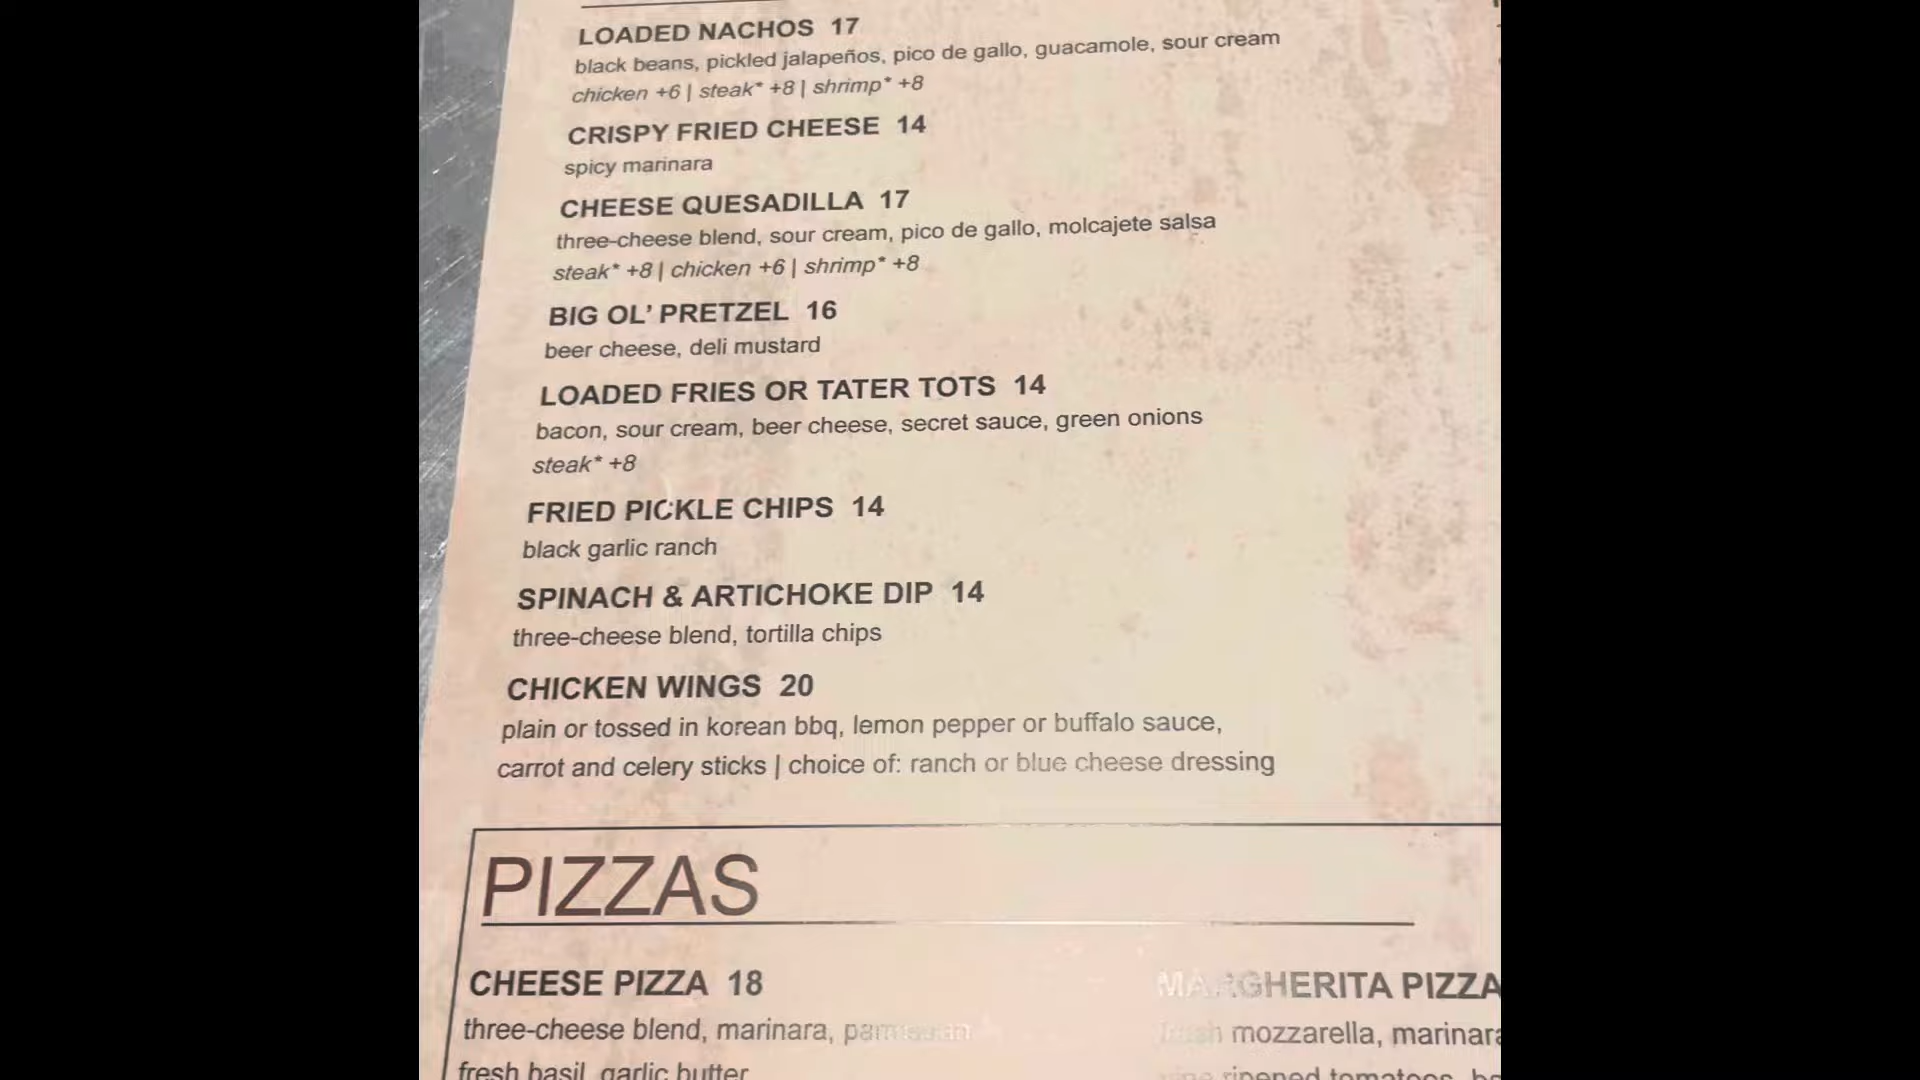 LOADED NACHOS 17
black beans, pickled jalapeños, pico de gallo, guacamole, sour cream
chicken +6 | steak* +8 | shrimp* +8
CRISPY FRIED CHEESE 14
spicy marinara
CHEESE QUESADILLA 17
three-cheese blend, sour cream, pico de gallo, molcajete salsa
steak* +8 | chicken +6 | shrimp* +8
BIG OL' PRETZEL 16
beer cheese, deli mustard
LOADED FRIES OR TATER TOTS 14
bacon, sour cream, beer cheese, secret sauce, green onions
steak* +8
FRIED PICKLE CHIPS 14
black garlic ranch
SPINACH & ARTICHOKE DIP 14
three-cheese blend, tortilla chips
CHICKEN WINGS 20
plain or tossed in korean bbq, lemon pepper or buffalo sauce,
carrot and celery sticks | choice of: ranch or blue cheese dressing
PIZZAS
CHEESE PIZZA 18
three-cheese blend, marinara, parmesan
fresh basil, garlic butter
MARGHERITA PIZZA
fresh mozzarella, marinara
ripened tomatoes,